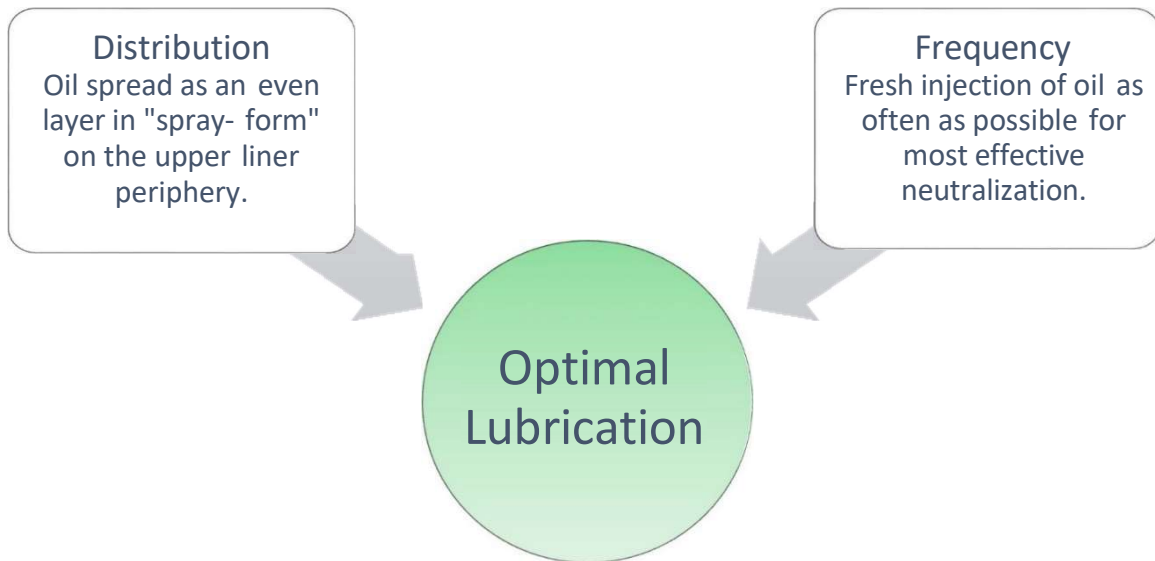 Distribution
Oil spread as an even
layer in "spray- form"
on the upper liner
periphery.
Frequency
Fresh injection of oil as
often as possible for
most effective
neutralization.
Optimal
Lubrication